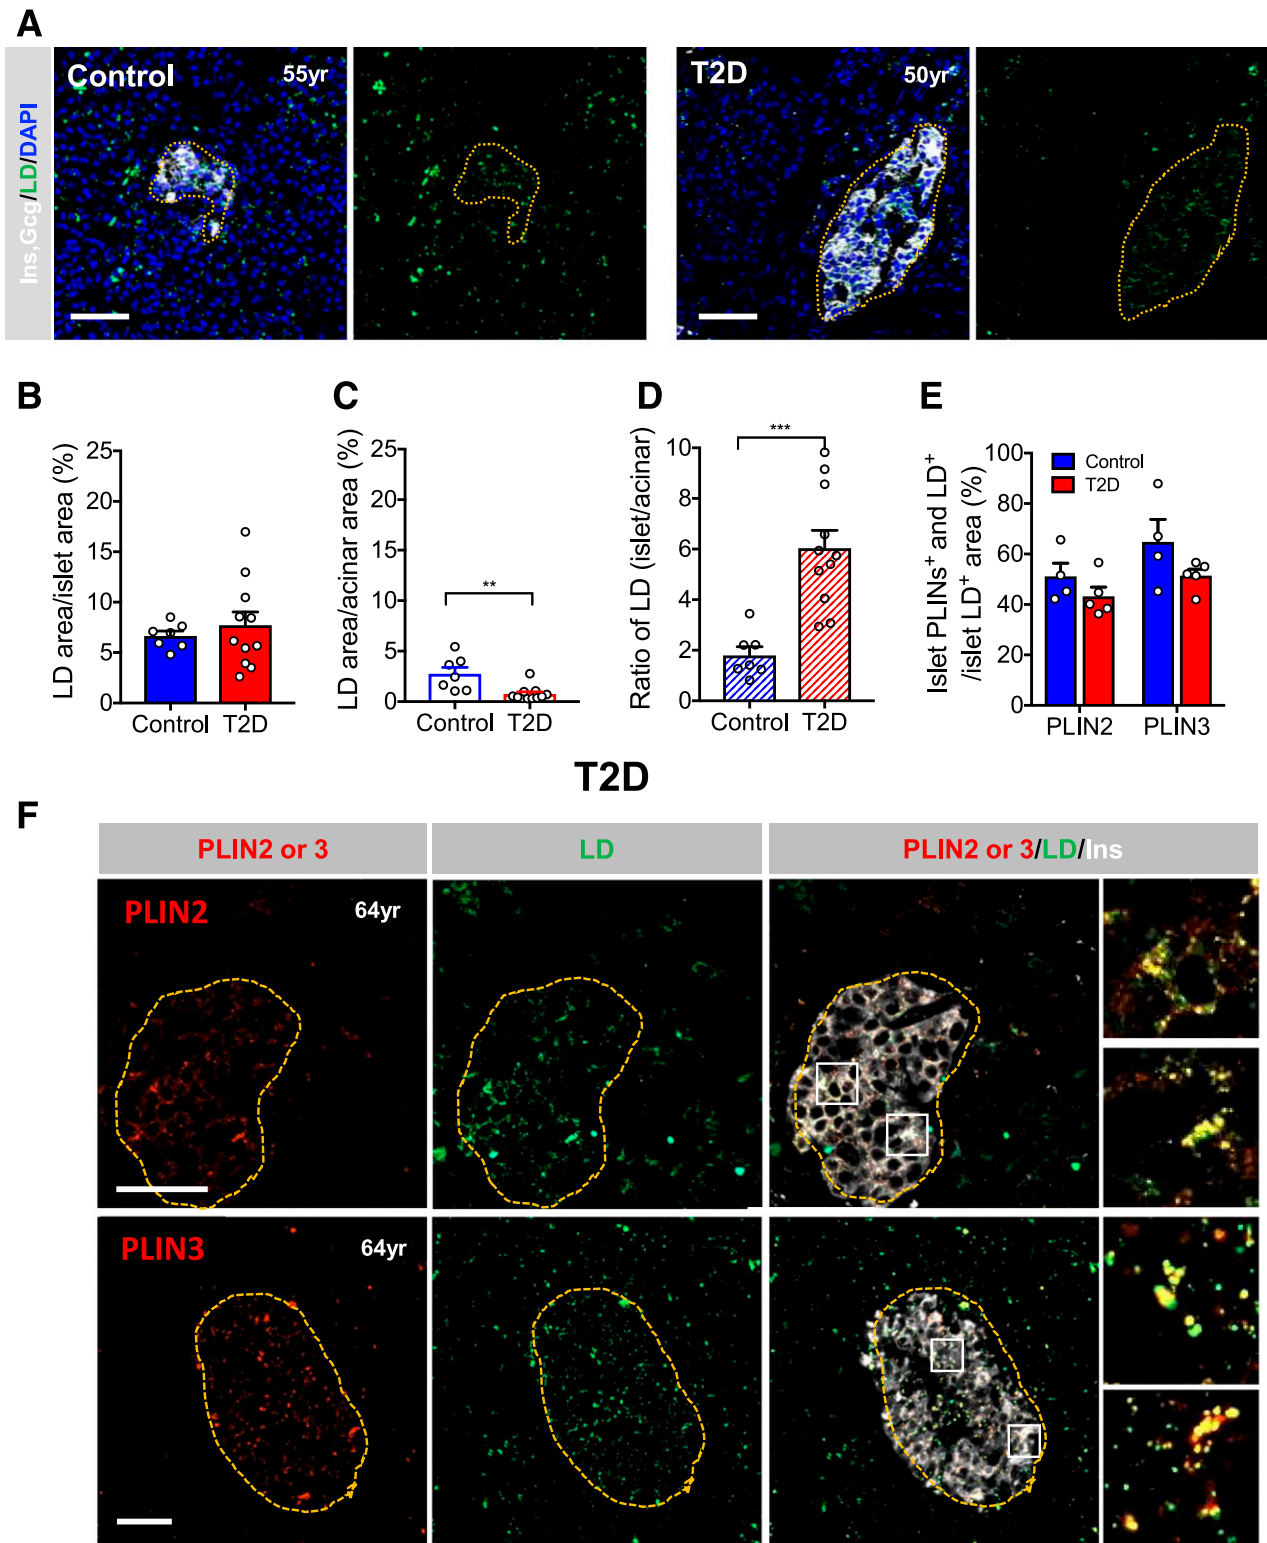 A
Ins,Gcg/LD/DAPI
Control 55yr
T2D 50yr
B
LD area/islet area (%)
25
20
15
10
5
0
Control T2D
C
LD area/acinar area (%)
25
20
15
10
5
0
**
Control T2D
D
Ratio of LD (islet/acinar)
10
8
6
4
2
0
***
Control T2D
E
Islet PLINs+ and LD+
/islet LD+ area (%)
100
80
60
40
20
0
Control
T2D
PLIN2 PLIN3
T2D
F
PLIN2 or 3 LD PLIN2 or 3/LD/Ins
PLIN2 64yr
PLIN3 64yr